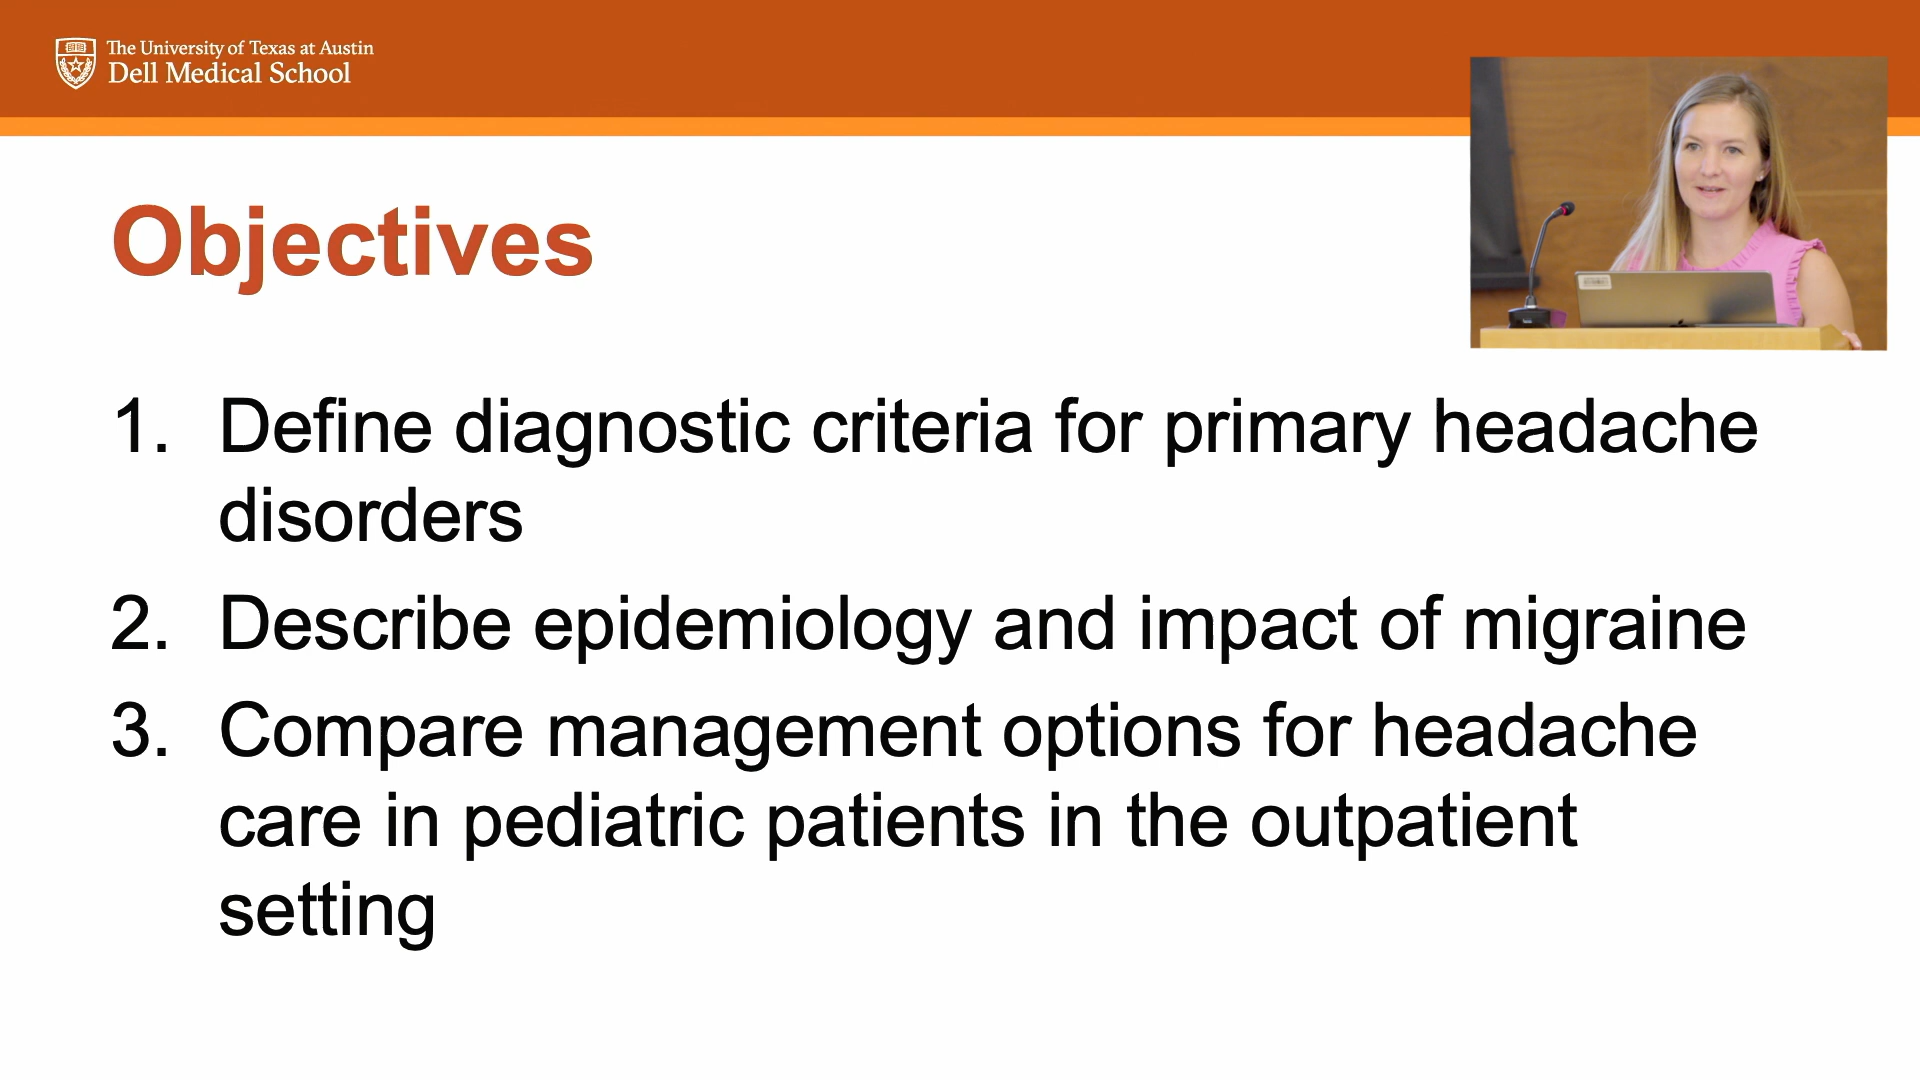 The University of Texas at Austin
Dell Medical School
Objectives
1. Define diagnostic criteria for primary headache
disorders
2. Describe epidemiology and impact of migraine
3. Compare management options for headache
care in pediatric patients in the outpatient
setting